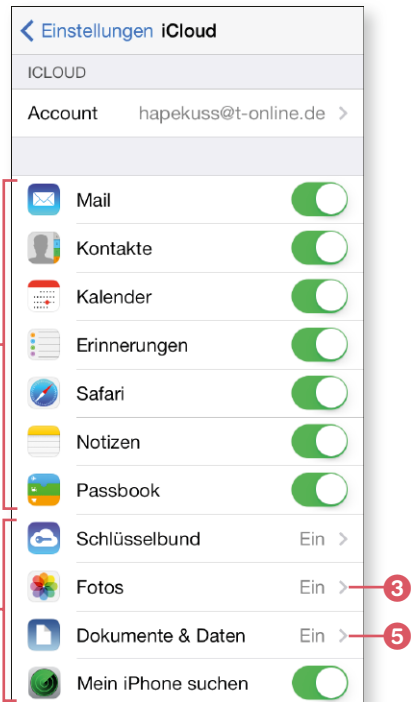 Einstellungen iCloud
ICLOUD
Account hapekuss@t-online.de
Mail
Kontakte
Kalender
Erinnerungen
Safari
Notizen
Passbook
Schlüsselbund Ein
Fotos Ein 3
Dokumente & Daten Ein 5
Mein iPhone suchen